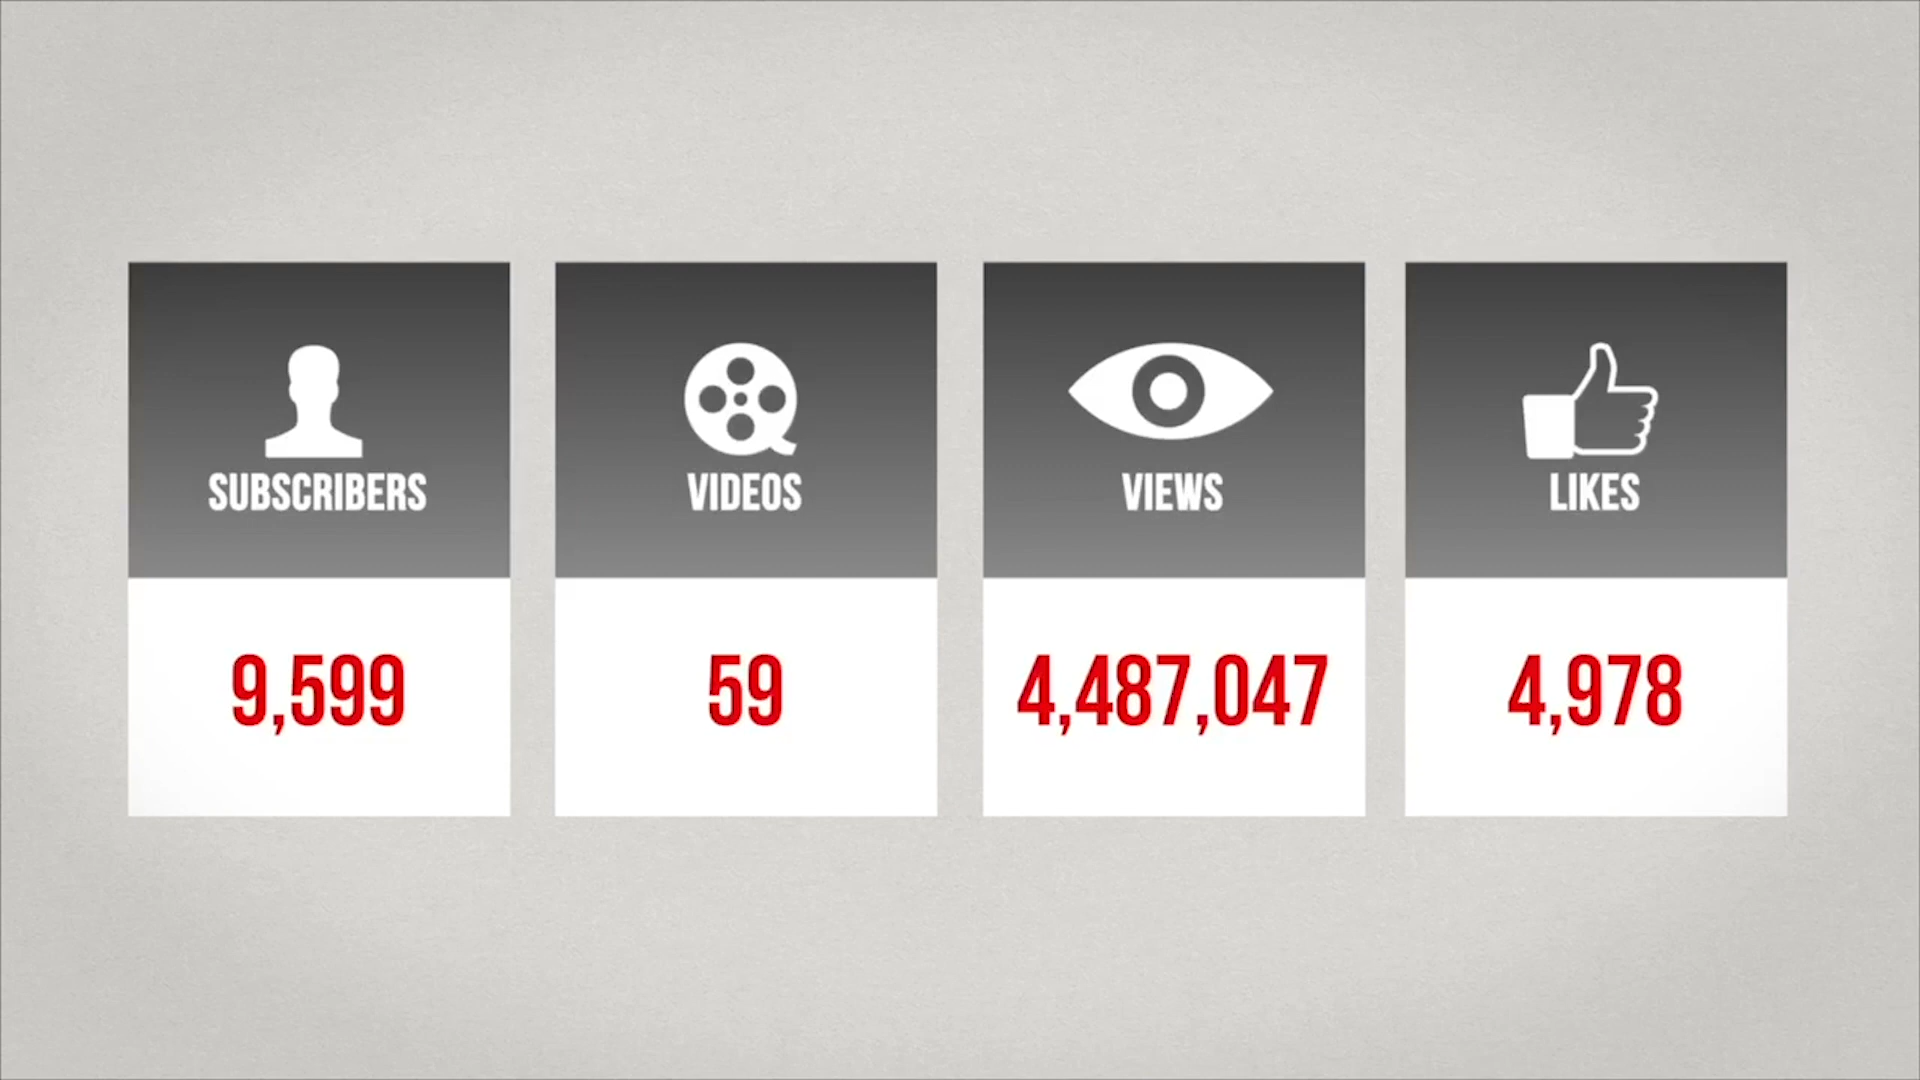 SUBSCRIBERS
VIDEOS
VIEWS
LIKES
9,599
59
4,487,047
4,978